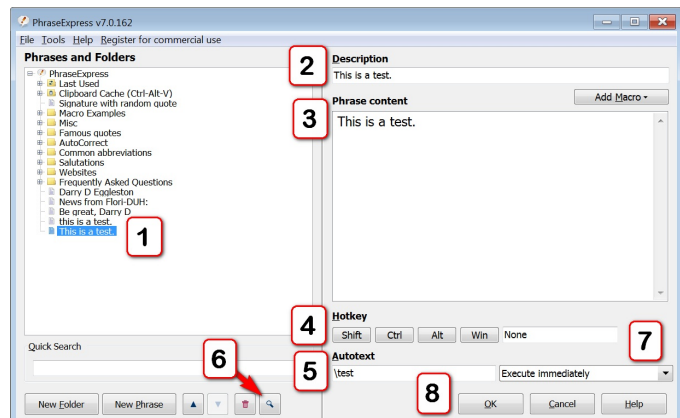 PhraseExpress v7.0.162
File Tools Help Register for commercial use
Phrases and Folders
PhraseExpress
Last Used
Clipboard Cache (Ctrl-Alt-V)
Signature with random quote
Macro Examples
Misc
Famous quotes
AutoCorrect
Common abbreviations
Salutations
Websites
Frequently Asked Questions
Darry D Eggleston
News from Flori-DUH:
Be great, Darry D
this is a test.
This is a test.
1
Quick Search
6
New Folder New Phrase
2
Description
This is a test.
Phrase content Add Macro
3
This is a test.
Hotkey
4
Shift Ctrl Alt Win None
7
Autotext
5
\test Execute immediately
8
OK Cancel Help